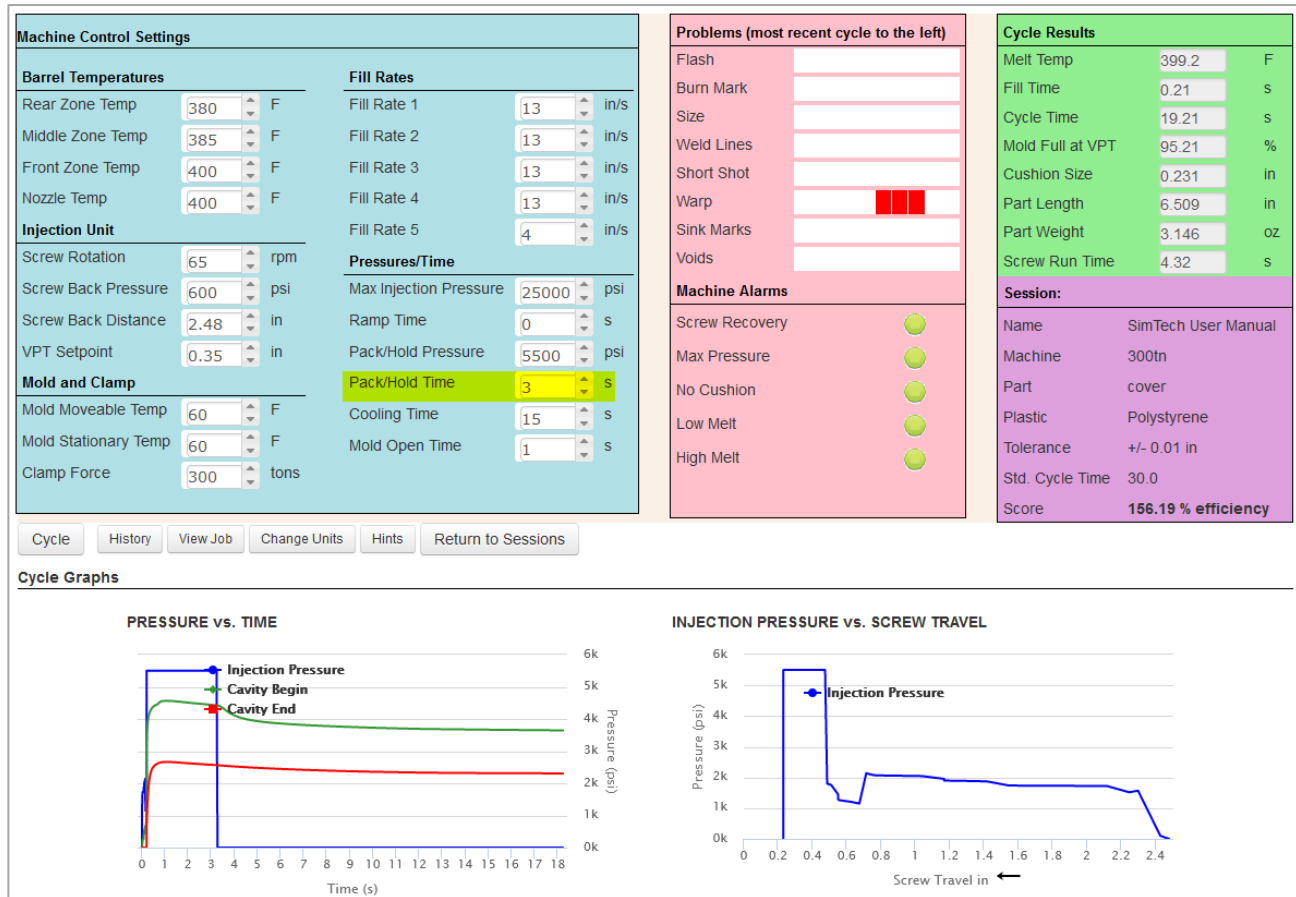 Machine Control Settings
Barrel Temperatures
Rear Zone Temp 380 F
Middle Zone Temp 385 F
Front Zone Temp 400 F
Nozzle Temp 400 F
Injection Unit
Screw Rotation 65 rpm
Screw Back Pressure 600 psi
Screw Back Distance 2.48 in
VPT Setpoint 0.35 in
Mold and Clamp
Mold Moveable Temp 60 F
Mold Stationary Temp 60 F
Clamp Force 300 tons
Fill Rates
Fill Rate 1 13 in/s
Fill Rate 2 13 in/s
Fill Rate 3 13 in/s
Fill Rate 4 13 in/s
Fill Rate 5 4 in/s
Pressures/Time
Max Injection Pressure 25000 psi
Ramp Time 0 s
Pack/Hold Pressure 5500 psi
Pack/Hold Time 3 s
Cooling Time 15 s
Mold Open Time 1 s
Problems (most recent cycle to the left)
Flash
Burn Mark
Size
Weld Lines
Short Shot
Warp
Sink Marks
Voids
Machine Alarms
Screw Recovery
Max Pressure
No Cushion
Low Melt
High Melt
Cycle Results
Melt Temp 399.2 F
Fill Time 0.21 s
Cycle Time 19.21 s
Mold Full at VPT 95.21 %
Cushion Size 0.231 in
Part Length 6.509 in
Part Weight 3.146 oz
Screw Run Time 4.32 s
Session:
Name SimTech User Manual
Machine 300tn
Part cover
Plastic Polystyrene
Tolerance +/- 0.01 in
Std. Cycle Time 30.0
Score 156.19 % efficiency
Cycle History View Job Change Units Hints Return to Sessions
Cycle Graphs
PRESSURE vs. TIME
Injection Pressure
Cavity Begin
Cavity End
6k
5k
4k
3k
2k
1k
0k
Pressure (psi)
0 1 2 3 4 5 6 7 8 9 10 11 12 13 14 15 16 17 18
Time (s)
INJECTION PRESSURE vs. SCREW TRAVEL
Injection Pressure
6k
5k
4k
3k
2k
1k
0k
Pressure (psi)
0 0.2 0.4 0.6 0.8 1 1.2 1.4 1.6 1.8 2 2.2 2.4
Screw Travel in ←